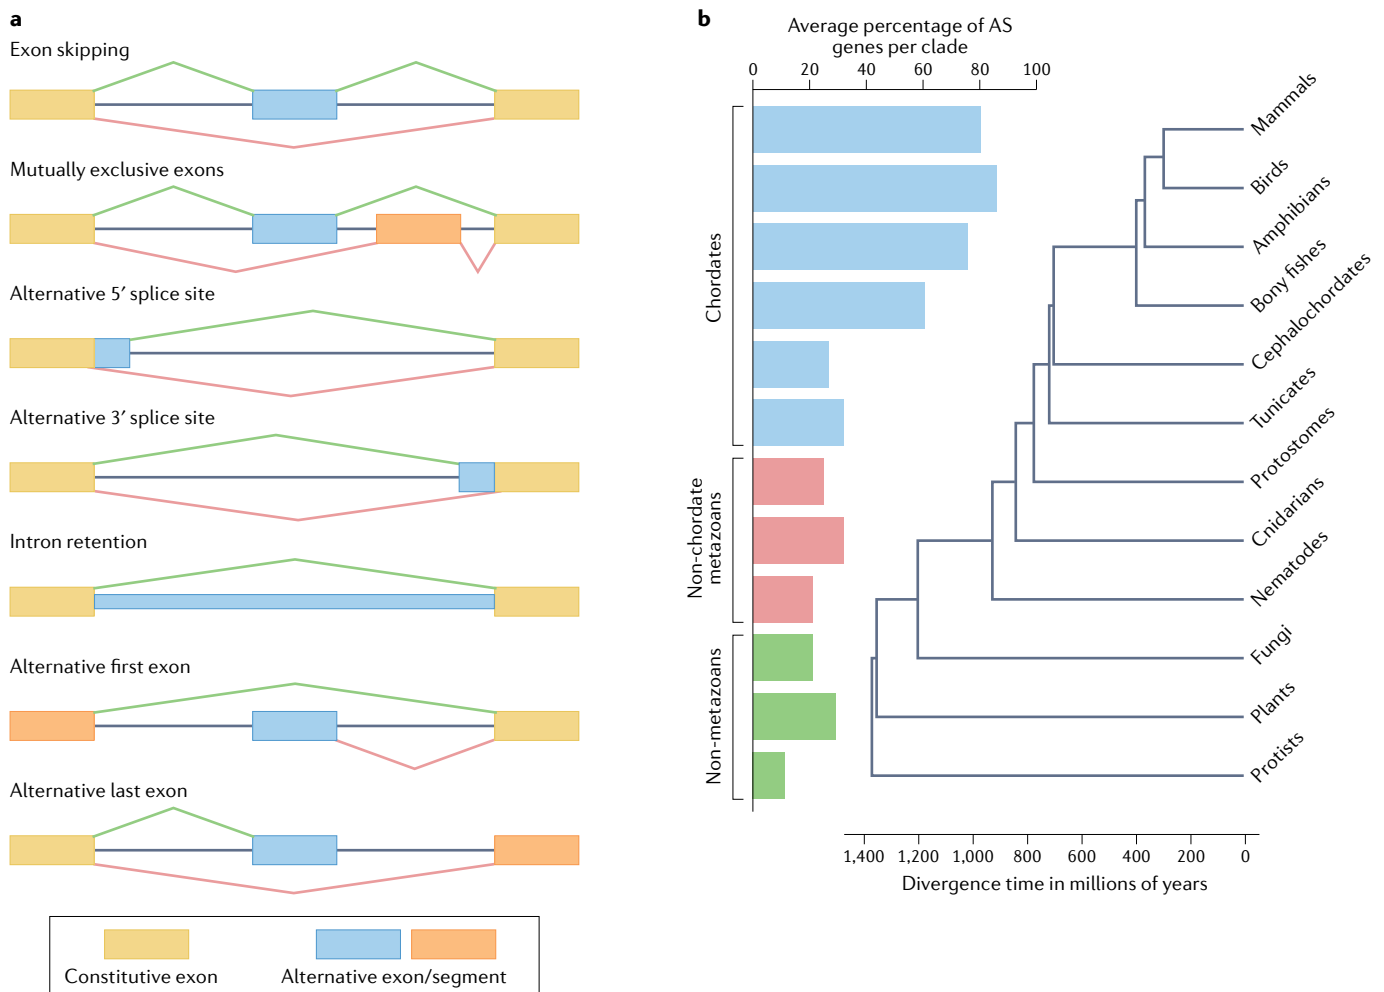 a
Exon skipping
Mutually exclusive exons
Alternative 5′ splice site
Alternative 3′ splice site
Intron retention
Alternative first exon
Alternative last exon
Constitutive exon
Alternative exon/segment
b
Average percentage of AS
genes per clade
0 20 40 60 80 100
Chordates
Non-chordate
metazoans
Non-metazoans
Mammals
Birds
Amphibians
Bony fishes
Cephalochordates
Tunicates
Protostomes
Cnidarians
Nematodes
Fungi
Plants
Protists
1,400 1,200 1,000 800 600 400 200 0
Divergence time in millions of years